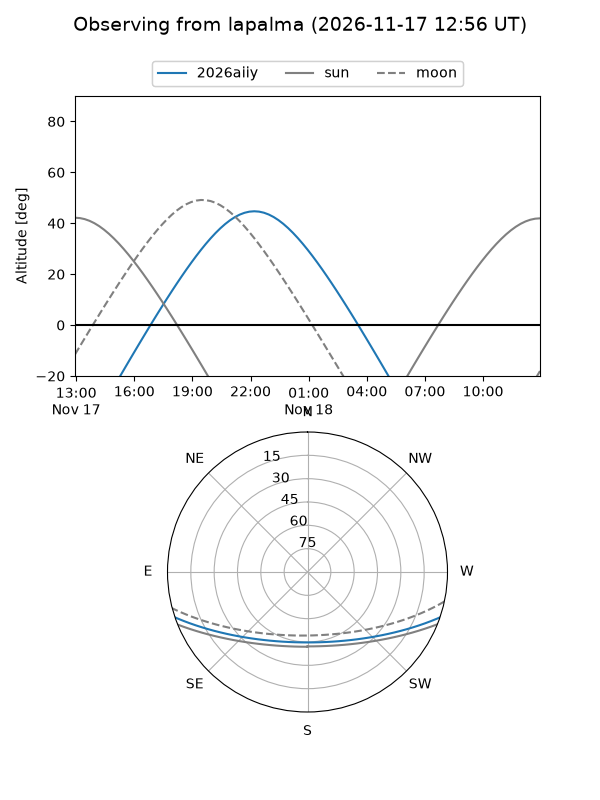 Observing from lapalma (2026-11-17 12:56 UT)
2026aiiy sun moon
80
60
40
20
0
−20
Altitude [deg]
13:00 16:00 19:00 22:00 01:00 04:00 07:00 10:00
Nov 17 Nov 18
N
NE NW
15
30
45
60
75
E W
SE SW
S